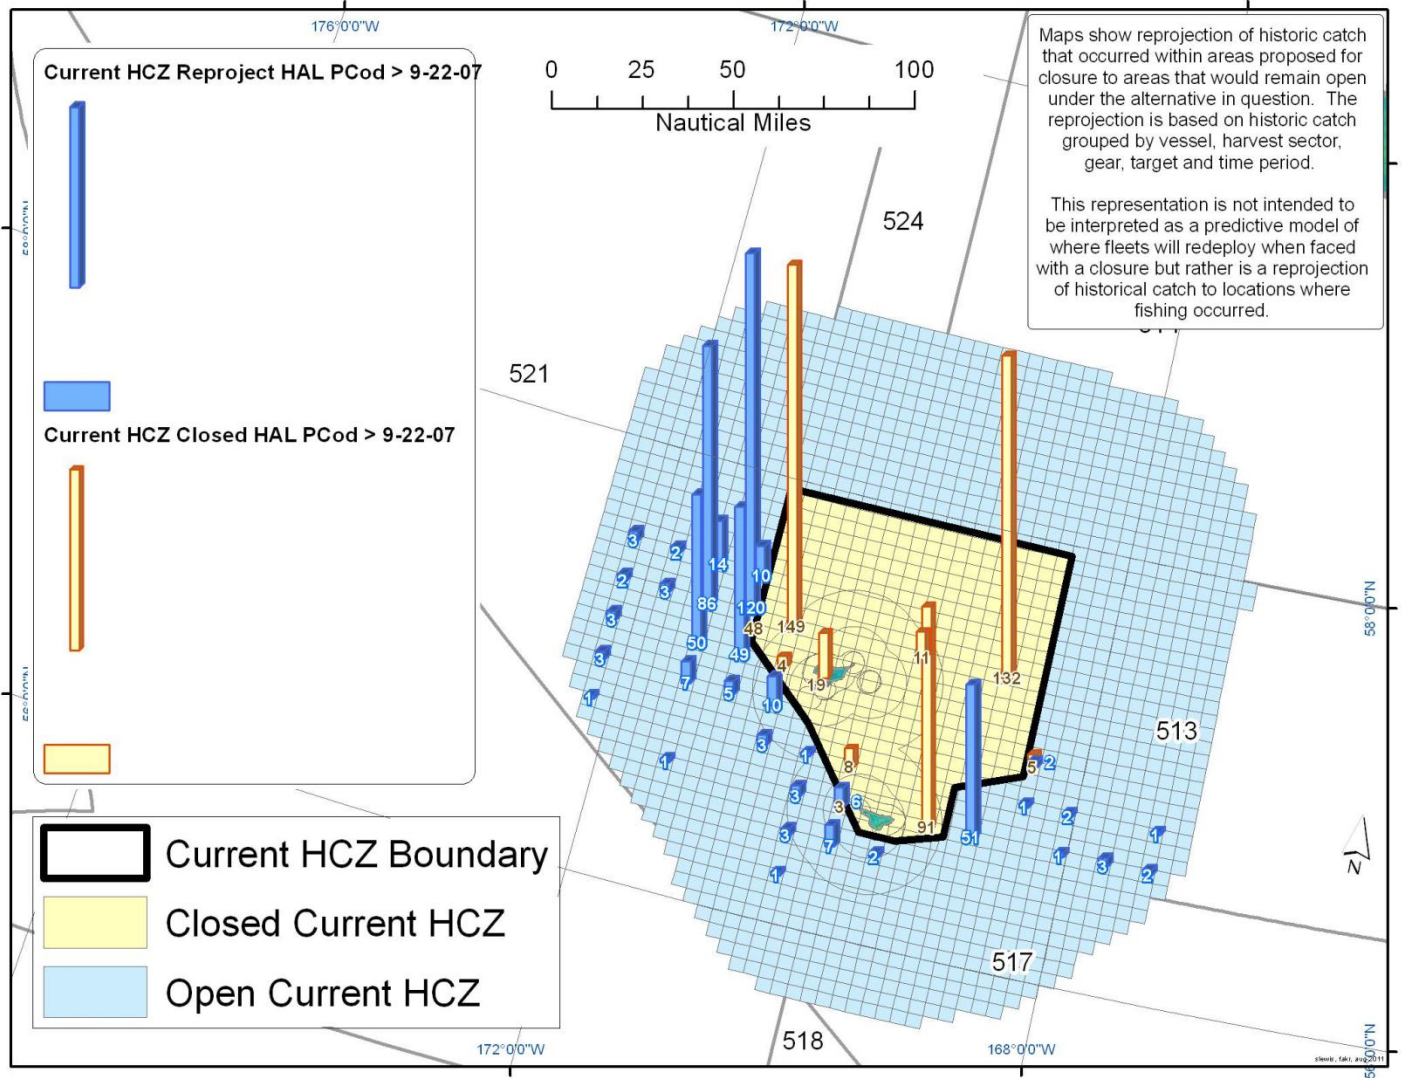 176°0'0"W
172°0'0"W
Current HCZ Reproject HAL PCod > 9-22-07
Current HCZ Closed HAL PCod > 9-22-07
0 25 50 100
Nautical Miles
Maps show reprojection of historic catch
that occurred within areas proposed for
closure to areas that would remain open
under the alternative in question. The
reprojection is based on historic catch
grouped by vessel, harvest sector,
gear, target and time period.
This representation is not intended to
be interpreted as a predictive model of
where fleets will redeploy when faced
with a closure but rather is a reprojection
of historical catch to locations where
fishing occurred.
524
521
3
2
14
10
2
3
86
120
3
50
49
48
149
11
132
3
7
5
10
4
19
1
3
1
8
5
2
1
3
3
6
91
51
1
2
1
3
7
2
1
3
2
1
513
517
518
58°0'0"N
Current HCZ Boundary
Closed Current HCZ
Open Current HCZ
172°0'0"W
168°0'0"W
N